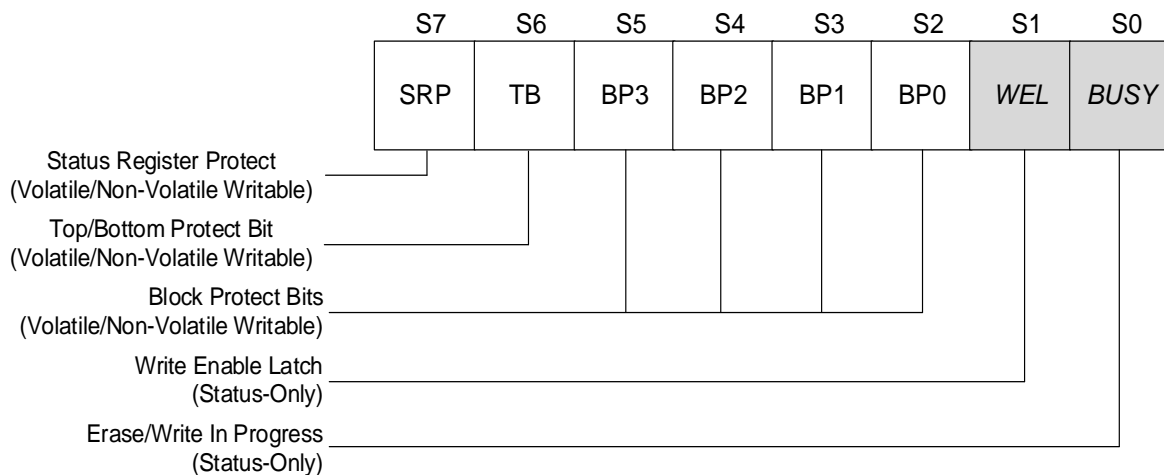 S7 S6 S5 S4 S3 S2 S1 S0
SRP TB BP3 BP2 BP1 BP0 WEL BUSY
Status Register Protect
(Volatile/Non-Volatile Writable)
Top/Bottom Protect Bit
(Volatile/Non-Volatile Writable)
Block Protect Bits
(Volatile/Non-Volatile Writable)
Write Enable Latch
(Status-Only)
Erase/Write In Progress
(Status-Only)